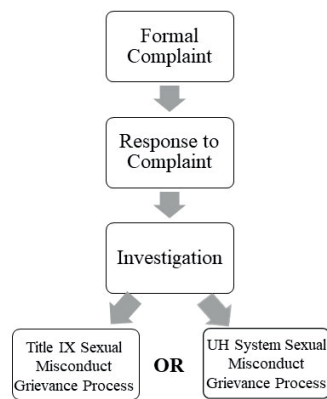 Formal
Complaint
Response to
Complaint
Investigation
Title IX Sexual
Misconduct
Grievance Process
OR
UH System Sexual
Misconduct
Grievance Process